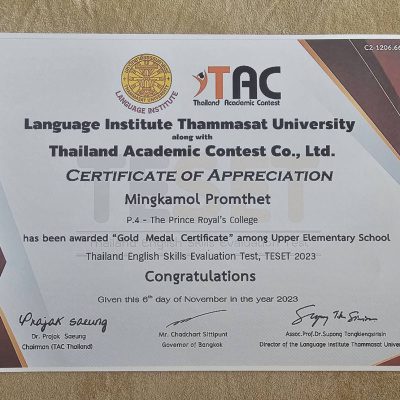 C2-1206.66
LANGUAGE INSTITUTE
TAC
Thailand Academic Contest
Language Institute Thammasat University
along with
Thailand Academic Contest Co., Ltd.
CERTIFICATE OF APPRECIATION
Mingkamol Promthet
P.4 - The Prince Royal's College
has been awarded "Gold Medal Certificate" among Upper Elementary School
Thailand English Skills Evaluation Test, TESET 2023
Congratulations
Given this 6th day of November in the year 2023
Prajak Saeung
Dr. Prajak Saeung
Chairman (TAC Thailand)
Mr. Chadchart Sittipunt
Governor of Bangkok
Assoc.Prof.Dr.Supong Tangkiengsirisin
Director of the Language Institute Thammasat Univer